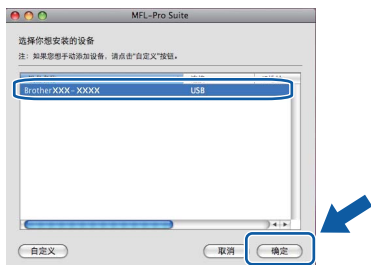 MFL-Pro Suite
选择你想安装的设备
注：如果您想手动添加设备，请点击“自定义”按钮。
BrotherXXX-XXXX USB
自定义 取消 确定